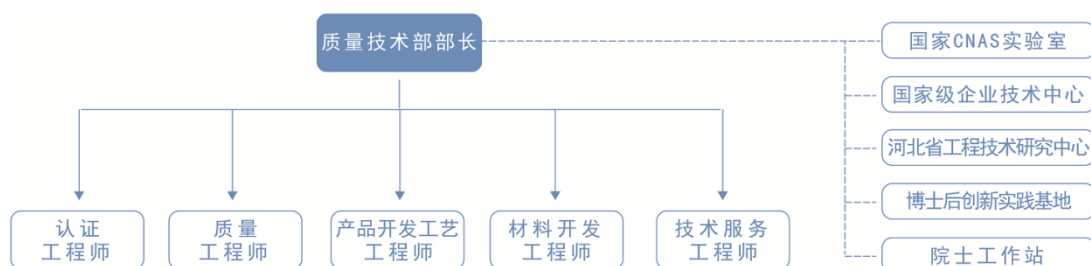 质量技术部部长
国家CNAS实验室
国家级企业技术中心
河北省工程技术研究中心
博士后创新实践基地
院士工作站
认证
工程师
质量
工程师
产品开发工艺
工程师
材料开发
工程师
技术服务
工程师